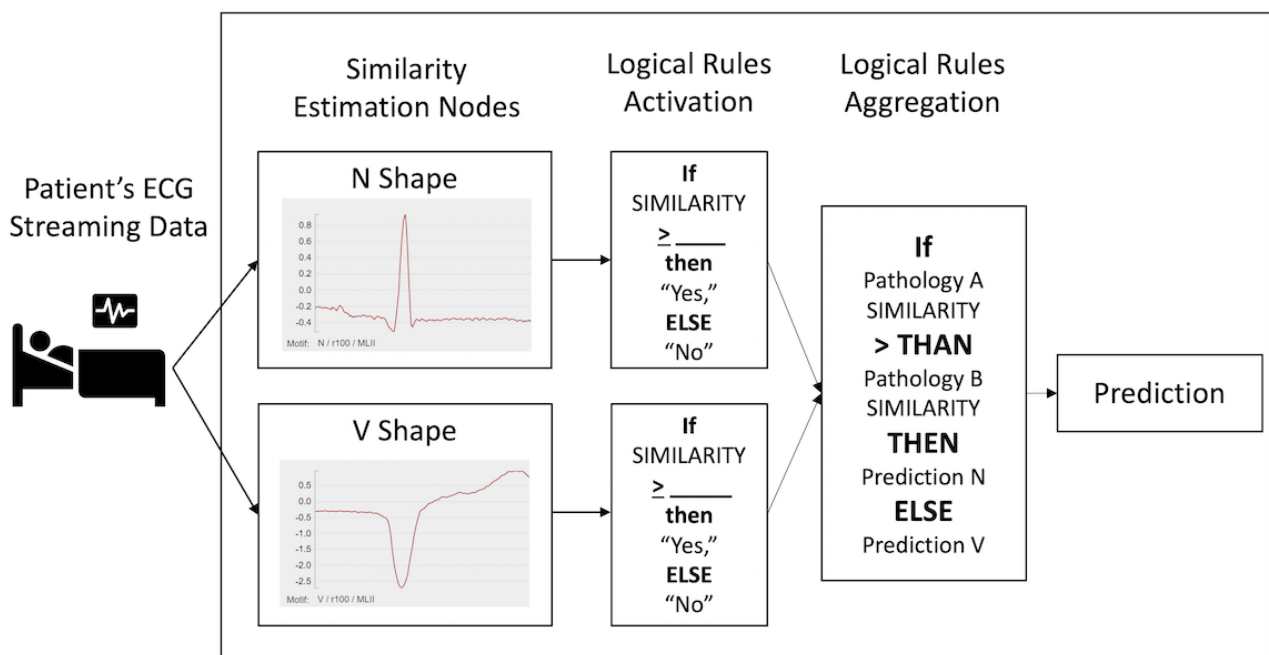 Patient's ECG
Streaming Data
Similarity
Estimation Nodes
N Shape
0.8
0.6
0.4
0.2
0.0
-0.2
-0.4
Motif: N / r100 / MLII
V Shape
0.5
0.0
-0.5
-1.0
-1.5
-2.0
-2.5
Motif: V / r100 / MLII
Logical Rules
Activation
If
SIMILARITY
≥ ____
then
“Yes,”
ELSE
“No”
If
SIMILARITY
≥ _____
then
“Yes,”
ELSE
“No”
Logical Rules
Aggregation
If
Pathology A
SIMILARITY
> THAN
Pathology B
SIMILARITY
THEN
Prediction N
ELSE
Prediction V
Prediction